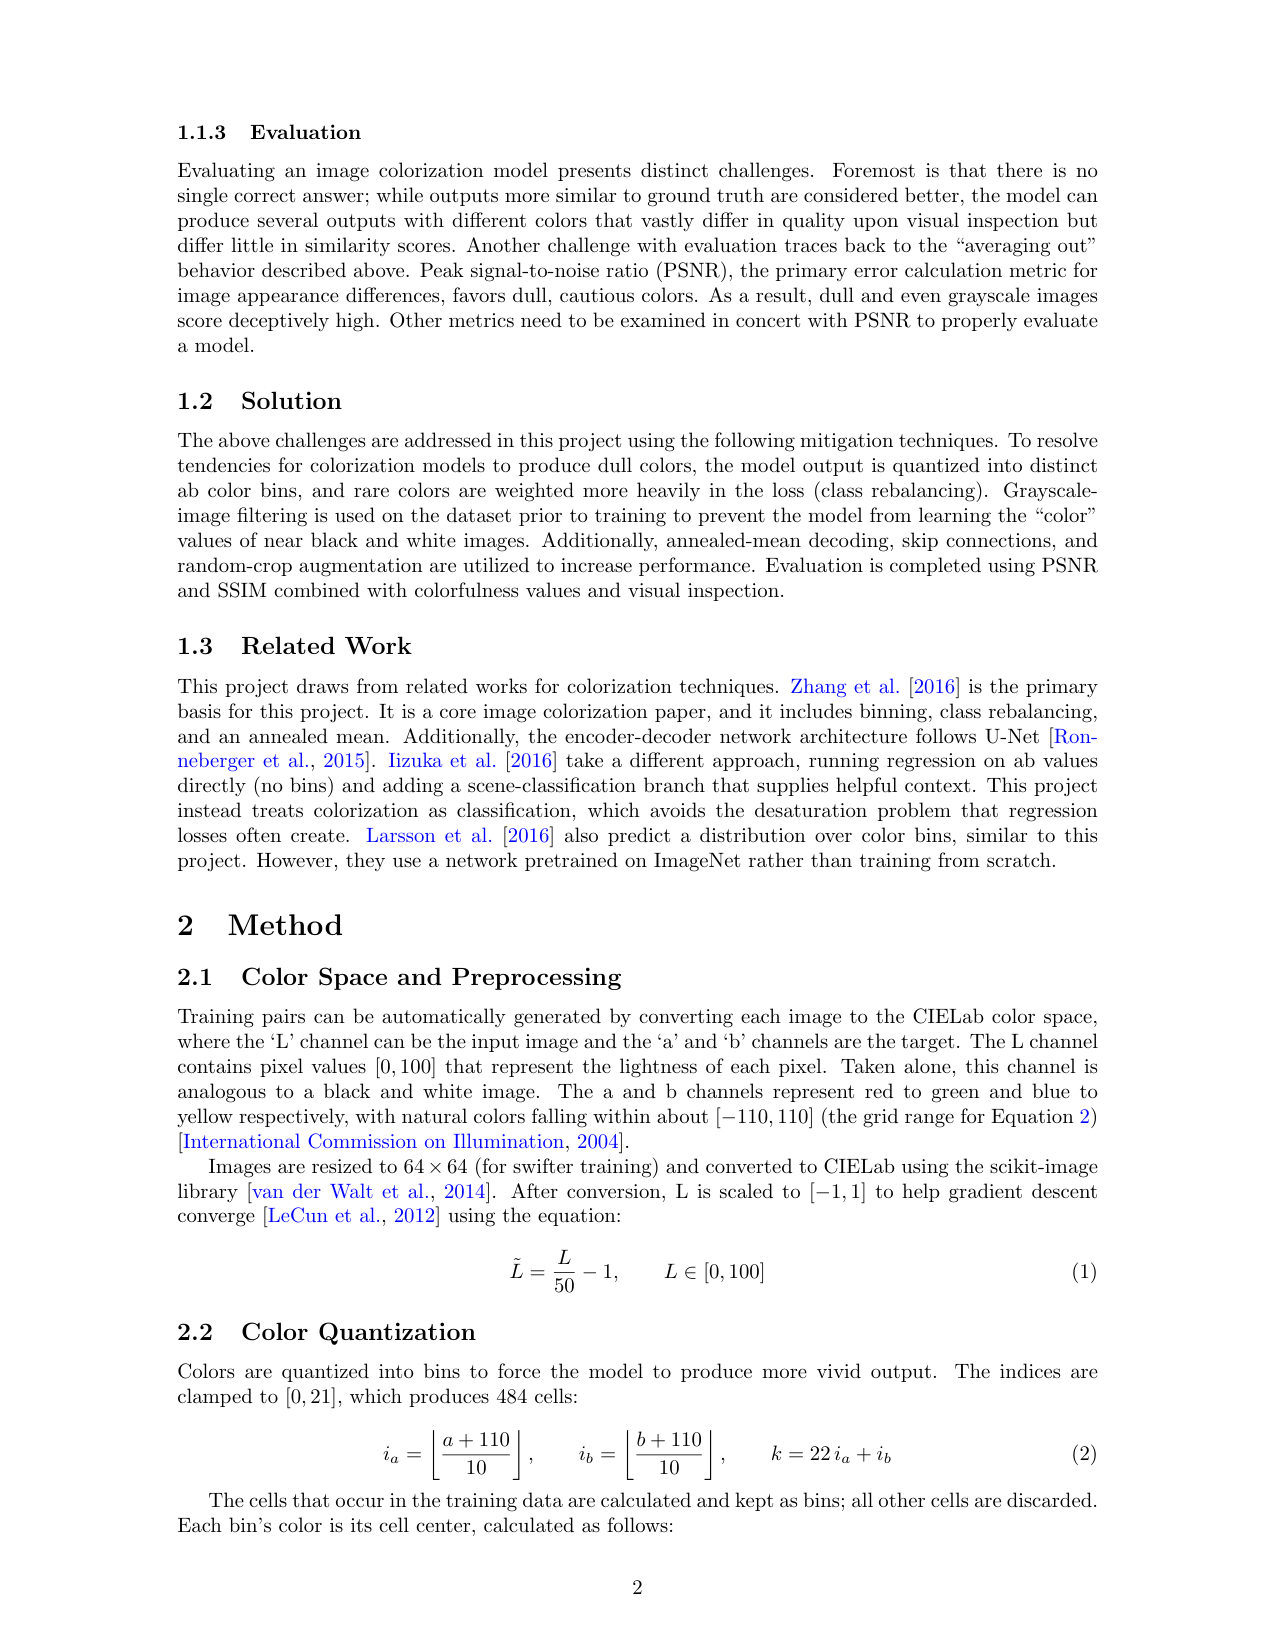 1.1.3 Evaluation
Evaluating an image colorization model presents distinct challenges. Foremost is that there is no
single correct answer; while outputs more similar to ground truth are considered better, the model can
produce several outputs with different colors that vastly differ in quality upon visual inspection but
differ little in similarity scores. Another challenge with evaluation traces back to the “averaging out”
behavior described above. Peak signal-to-noise ratio (PSNR), the primary error calculation metric for
image appearance differences, favors dull, cautious colors. As a result, dull and even grayscale images
score deceptively high. Other metrics need to be examined in concert with PSNR to properly evaluate
a model.
1.2 Solution
The above challenges are addressed in this project using the following mitigation techniques. To resolve
tendencies for colorization models to produce dull colors, the model output is quantized into distinct
ab color bins, and rare colors are weighted more heavily in the loss (class rebalancing). Grayscale-
image filtering is used on the dataset prior to training to prevent the model from learning the “color”
values of near black and white images. Additionally, annealed-mean decoding, skip connections, and
random-crop augmentation are utilized to increase performance. Evaluation is completed using PSNR
and SSIM combined with colorfulness values and visual inspection.
1.3 Related Work
This project draws from related works for colorization techniques. Zhang et al. [2016] is the primary
basis for this project. It is a core image colorization paper, and it includes binning, class rebalancing,
and an annealed mean. Additionally, the encoder-decoder network architecture follows U-Net [Ron-
neberger et al., 2015]. Iizuka et al. [2016] take a different approach, running regression on ab values
directly (no bins) and adding a scene-classification branch that supplies helpful context. This project
instead treats colorization as classification, which avoids the desaturation problem that regression
losses often create. Larsson et al. [2016] also predict a distribution over color bins, similar to this
project. However, they use a network pretrained on ImageNet rather than training from scratch.
2 Method
2.1 Color Space and Preprocessing
Training pairs can be automatically generated by converting each image to the CIELab color space,
where the ‘L’ channel can be the input image and the ‘a’ and ‘b’ channels are the target. The L channel
contains pixel values [0, 100] that represent the lightness of each pixel. Taken alone, this channel is
analogous to a black and white image. The a and b channels represent red to green and blue to
yellow respectively, with natural colors falling within about [−110, 110] (the grid range for Equation 2)
[International Commission on Illumination, 2004].
Images are resized to 64 × 64 (for swifter training) and converted to CIELab using the scikit-image
library [van der Walt et al., 2014]. After conversion, L is scaled to [−1, 1] to help gradient descent
converge [LeCun et al., 2012] using the equation:
L̃ = L/50 − 1, L ∈ [0, 100] (1)
2.2 Color Quantization
Colors are quantized into bins to force the model to produce more vivid output. The indices are
clamped to [0, 21], which produces 484 cells:
i_a = ⌊(a + 110)/10⌋, i_b = ⌊(b + 110)/10⌋, k = 22 i_a + i_b (2)
The cells that occur in the training data are calculated and kept as bins; all other cells are discarded.
Each bin’s color is its cell center, calculated as follows:
2